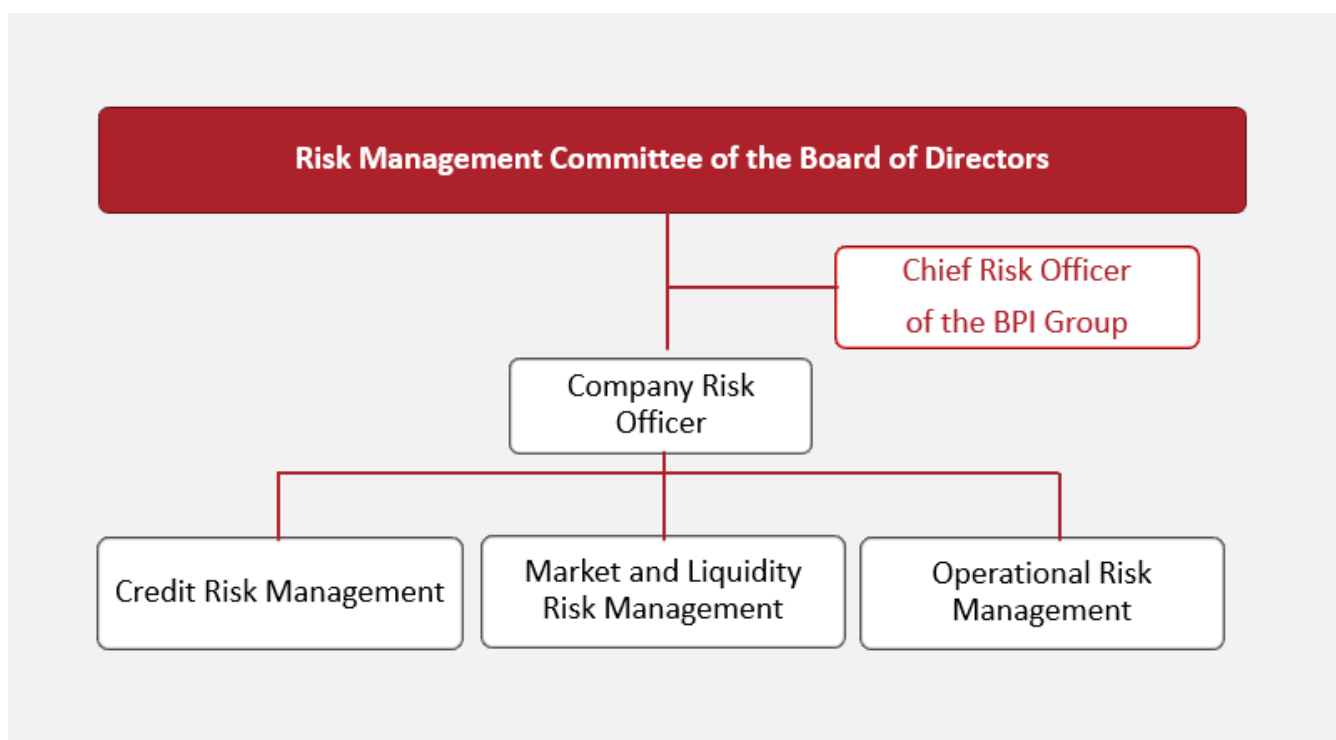 Risk Management Committee of the Board of Directors
Chief Risk Officer
of the BPI Group
Company Risk
Officer
Credit Risk Management
Market and Liquidity
Risk Management
Operational Risk
Management